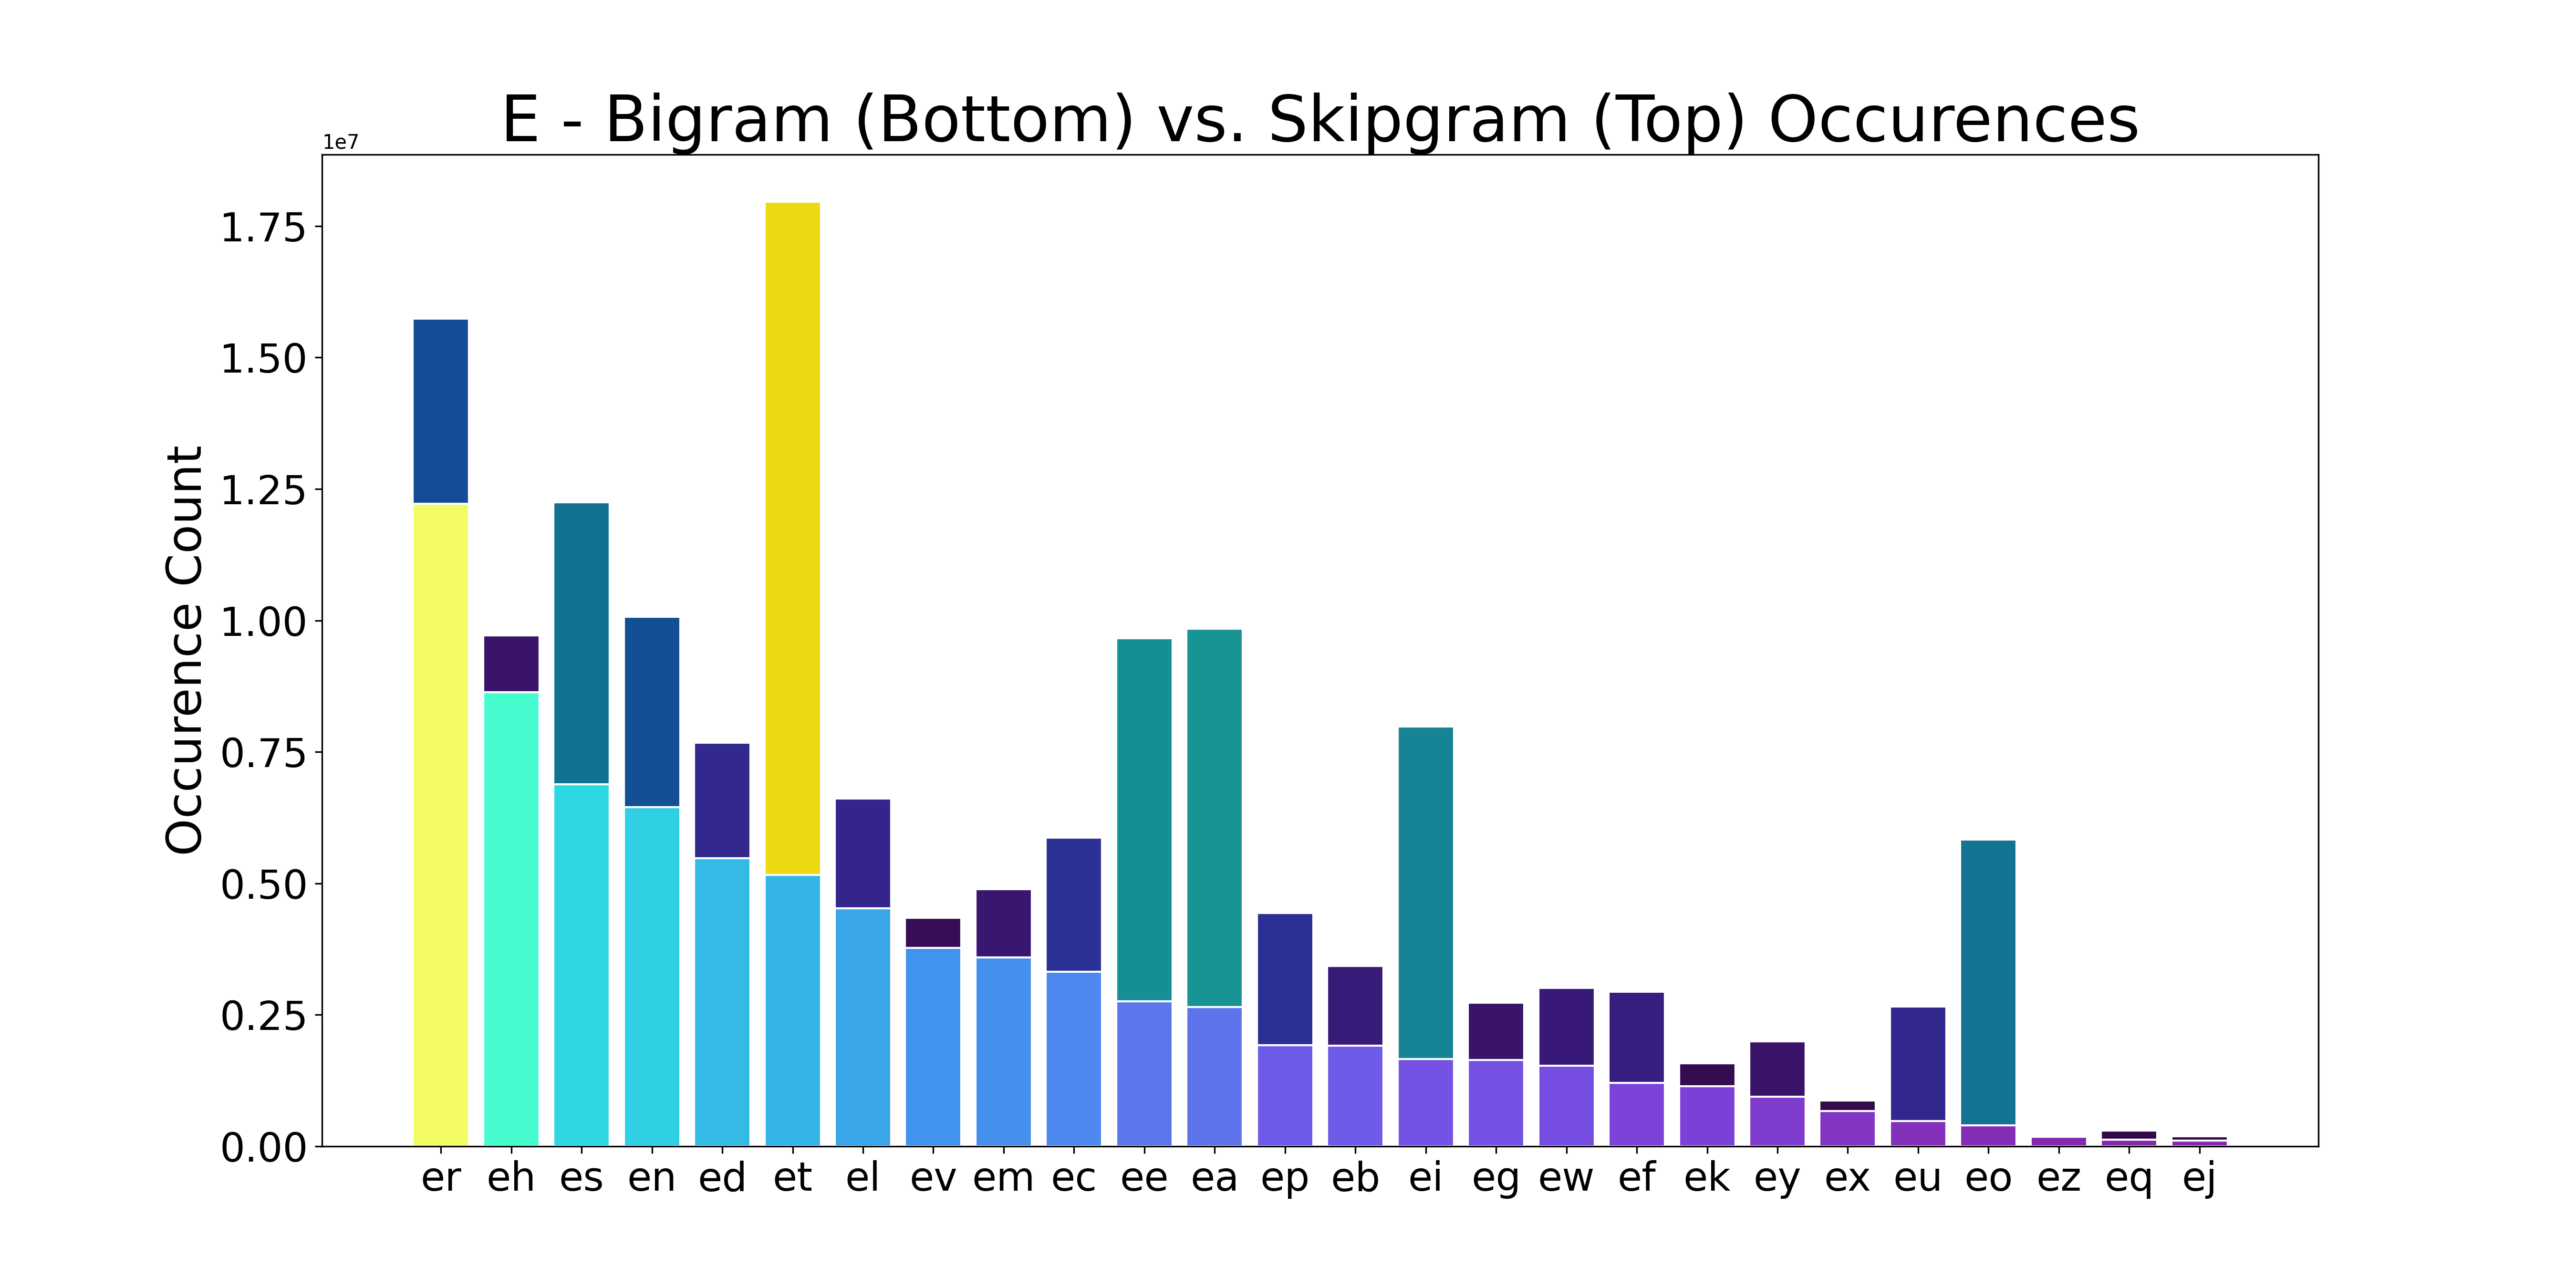 E - Bigram (Bottom) vs. Skipgram (Top) Occurences
1e7
1.75
1.50
1.25
1.00
0.75
0.50
0.25
0.00
Occurence Count
er eh es en ed et el ev em ec ee ea ep eb ei eg ew ef ek ey ex eu eo ez eq ej